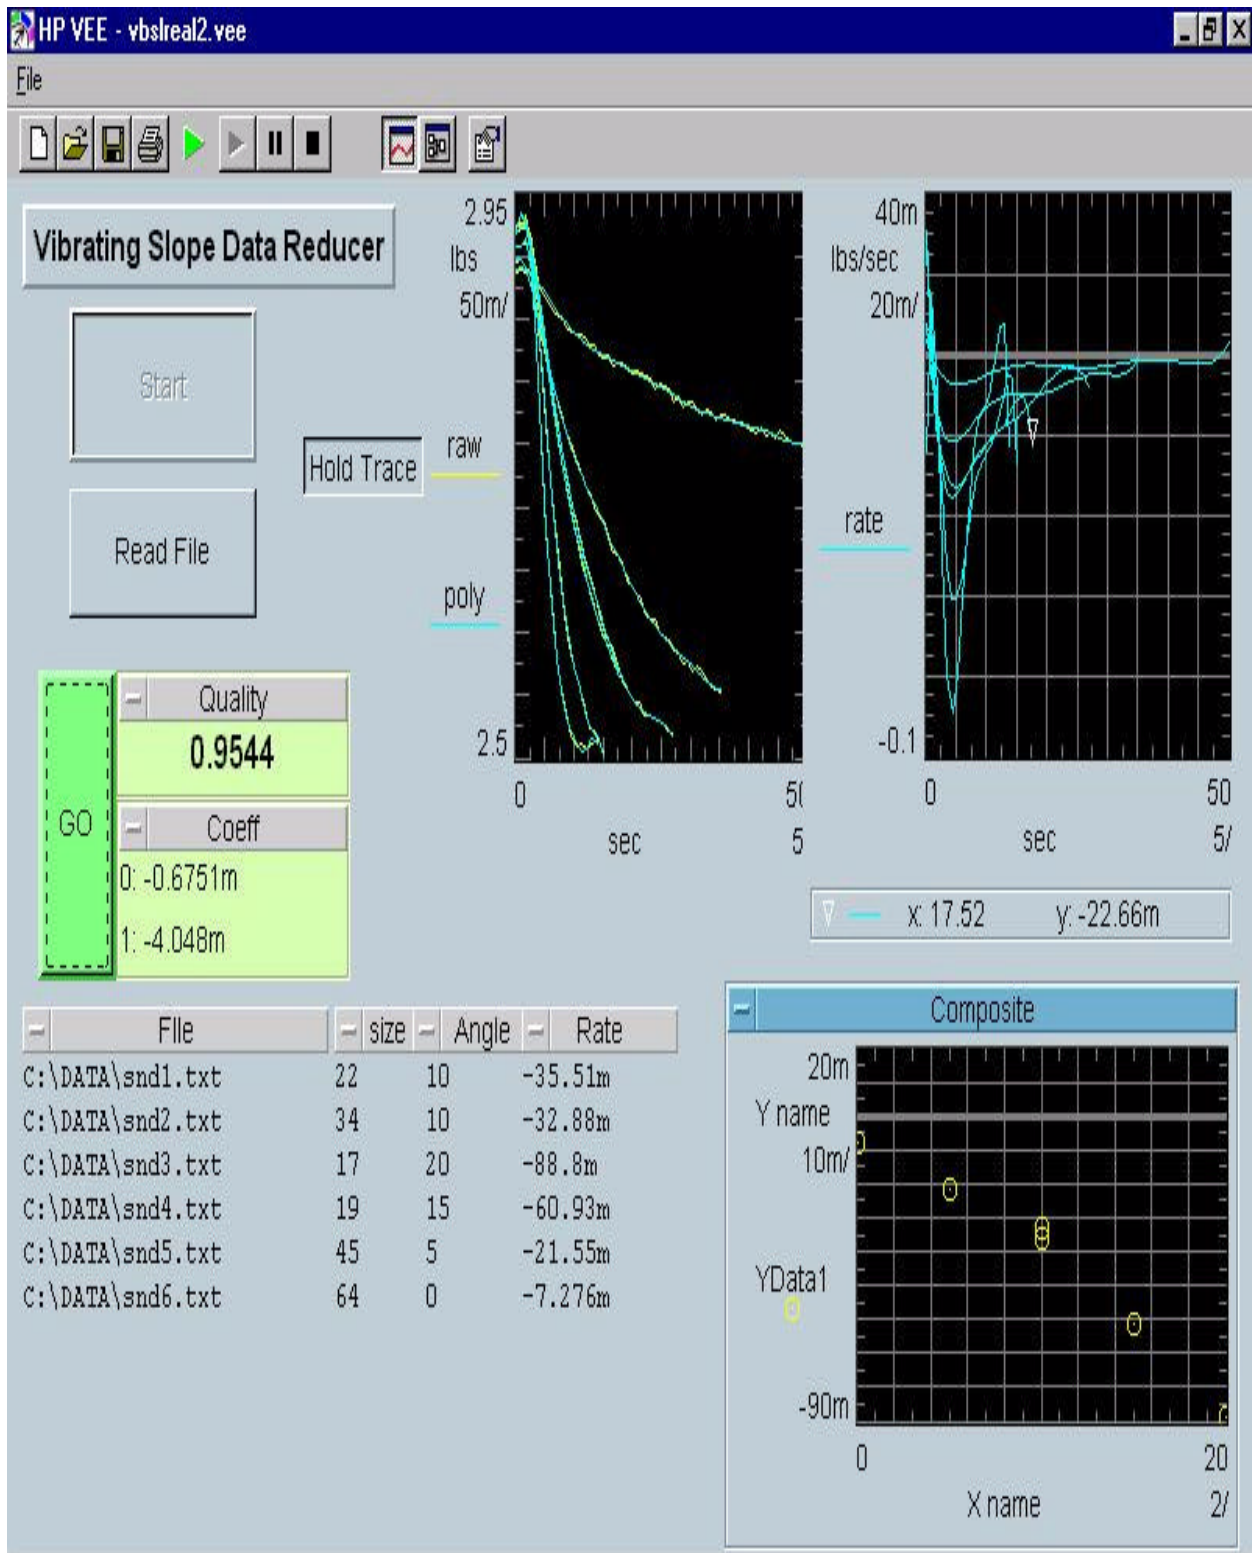 HP VEE - vbslreal2.vee
File
Vibrating Slope Data Reducer
Start
Read File
Hold Trace
2.95
lbs
50m/
raw
poly
2.5
0
50
sec
5
40m
lbs/sec
20m/
rate
-0.1
0
50
sec
5/
x: 17.52 y: -22.66m
GO
Quality
0.9544
Coeff
0: -0.6751m
1: -4.048m
FIle size Angle Rate
C:\DATA\snd1.txt 22 10 -35.51m
C:\DATA\snd2.txt 34 10 -32.88m
C:\DATA\snd3.txt 17 20 -88.8m
C:\DATA\snd4.txt 19 15 -60.93m
C:\DATA\snd5.txt 45 5 -21.55m
C:\DATA\snd6.txt 64 0 -7.276m
Composite
20m
Y name
10m/
YData1
-90m
0
20
X name
2/